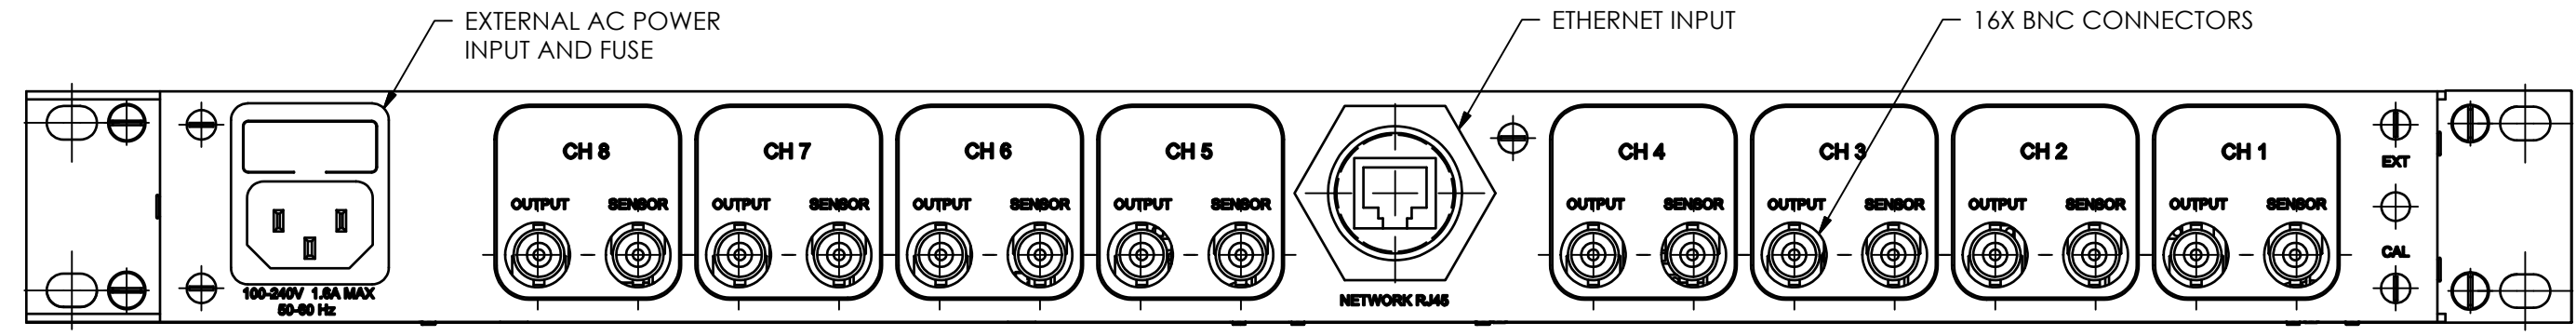 EXTERNAL AC POWER
INPUT AND FUSE
ETHERNET INPUT
16X BNC CONNECTORS
CH 8
CH 7
CH 6
CH 5
CH 4
CH 3
CH 2
CH 1
EXT
OUTPUT SENSOR
OUTPUT SENSOR
OUTPUT SENSOR
OUTPUT SENSOR
OUTPUT SENSOR
OUTPUT SENSOR
OUTPUT SENSOR
OUTPUT SENSOR
CAL
100-240V 1.6A MAX
50-60 Hz
NETWORK RJ45